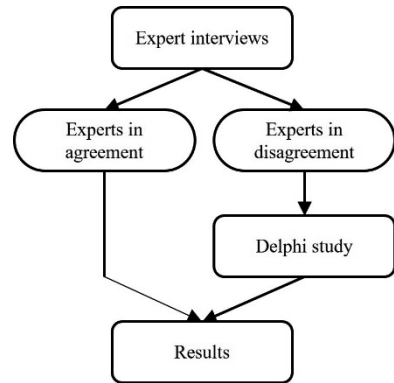 Expert interviews
Experts in
agreement
Experts in
disagreement
Delphi study
Results